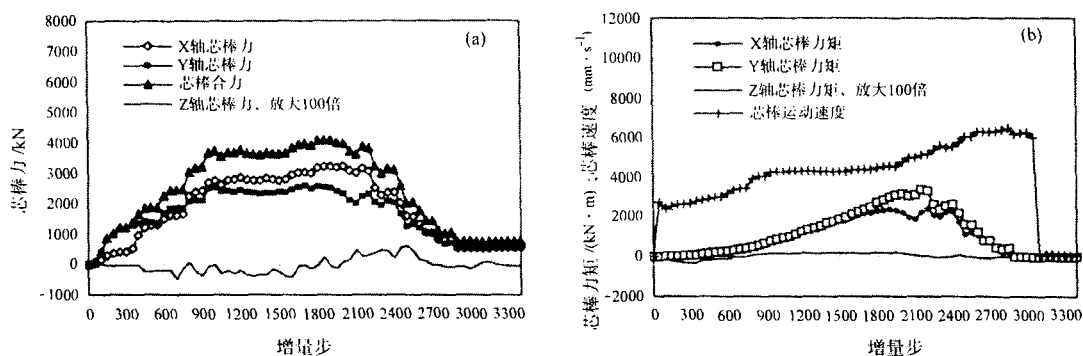 8000
7000
6000
5000
4000
3000
2000
1000
0
-1000
芯棒力/kN
(a)
X轴芯棒力
Y轴芯棒力
芯棒合力
Z轴芯棒力、放大100倍
0 300 600 900 1200 1500 1800 2100 2400 2700 3000 3300
增量步
12000
10000
8000
6000
4000
2000
0
-2000
芯棒力矩/(kN·m);芯棒速度 (mm·s⁻¹)
(b)
X轴芯棒力矩
Y轴芯棒力矩
Z轴芯棒力矩、放大100倍
芯棒运动速度
0 300 600 900 1200 1500 1800 2100 2400 2700 3000 3300
增量步